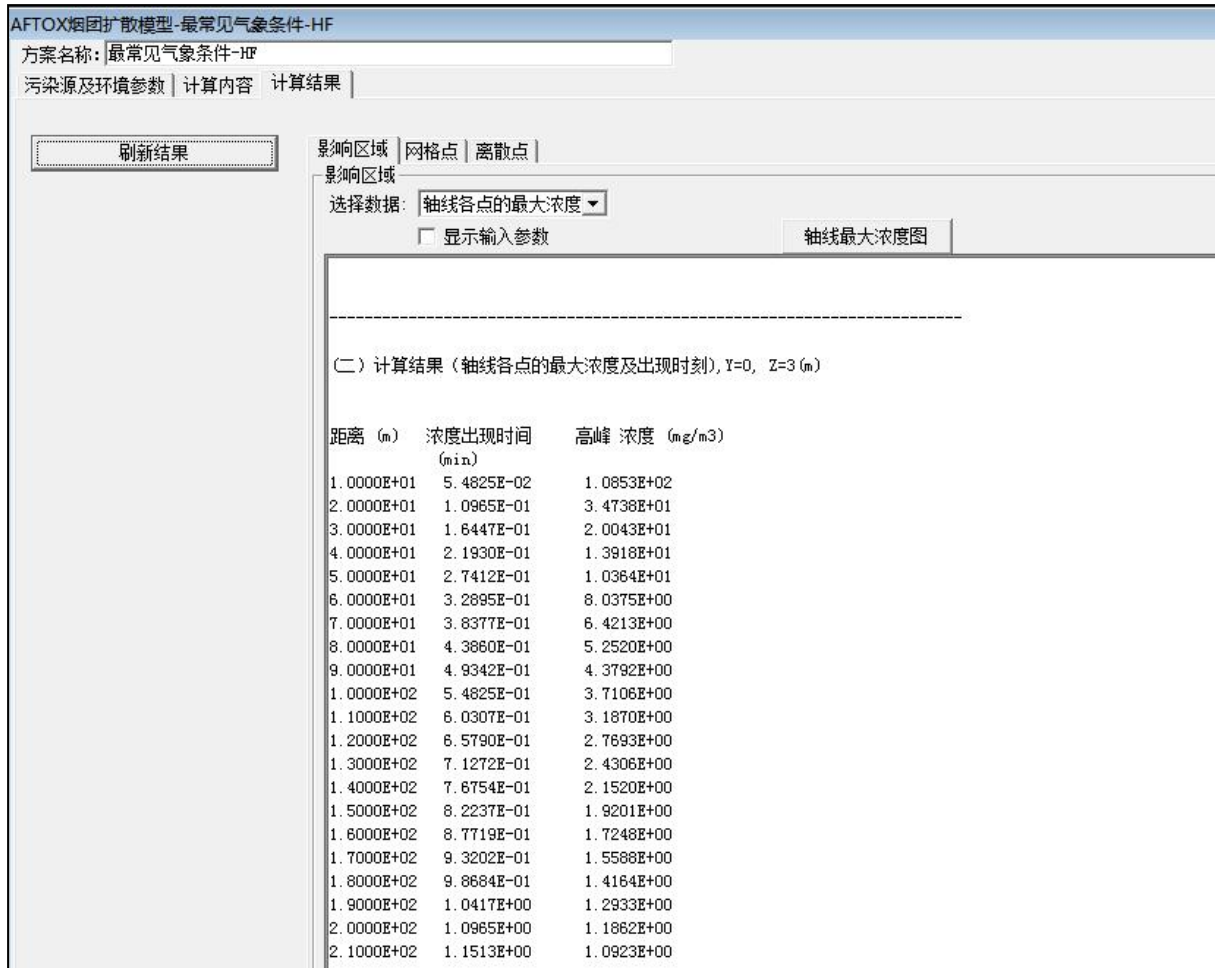 AFTOX烟团扩散模型-最常见气象条件-HF
方案名称: 最常见气象条件-HF
污染源及环境参数 计算内容 计算结果
刷新结果
影响区域 网格点 离散点
影响区域
选择数据: 轴线各点的最大浓度
显示输入参数 轴线最大浓度图
----------------------------------------------------------------------
(二)计算结果(轴线各点的最大浓度及出现时刻),Y=0, Z=3(m)
距离 (m) 浓度出现时间 高峰 浓度 (mg/m3)
(min)
1.0000E+01 5.4825E-02 1.0853E+02
2.0000E+01 1.0965E-01 3.4738E+01
3.0000E+01 1.6447E-01 2.0043E+01
4.0000E+01 2.1930E-01 1.3918E+01
5.0000E+01 2.7412E-01 1.0364E+01
6.0000E+01 3.2895E-01 8.0375E+00
7.0000E+01 3.8377E-01 6.4213E+00
8.0000E+01 4.3860E-01 5.2520E+00
9.0000E+01 4.9342E-01 4.3792E+00
1.0000E+02 5.4825E-01 3.7106E+00
1.1000E+02 6.0307E-01 3.1870E+00
1.2000E+02 6.5790E-01 2.7693E+00
1.3000E+02 7.1272E-01 2.4306E+00
1.4000E+02 7.6754E-01 2.1520E+00
1.5000E+02 8.2237E-01 1.9201E+00
1.6000E+02 8.7719E-01 1.7248E+00
1.7000E+02 9.3202E-01 1.5588E+00
1.8000E+02 9.8684E-01 1.4164E+00
1.9000E+02 1.0417E+00 1.2933E+00
2.0000E+02 1.0965E+00 1.1862E+00
2.1000E+02 1.1513E+00 1.0923E+00